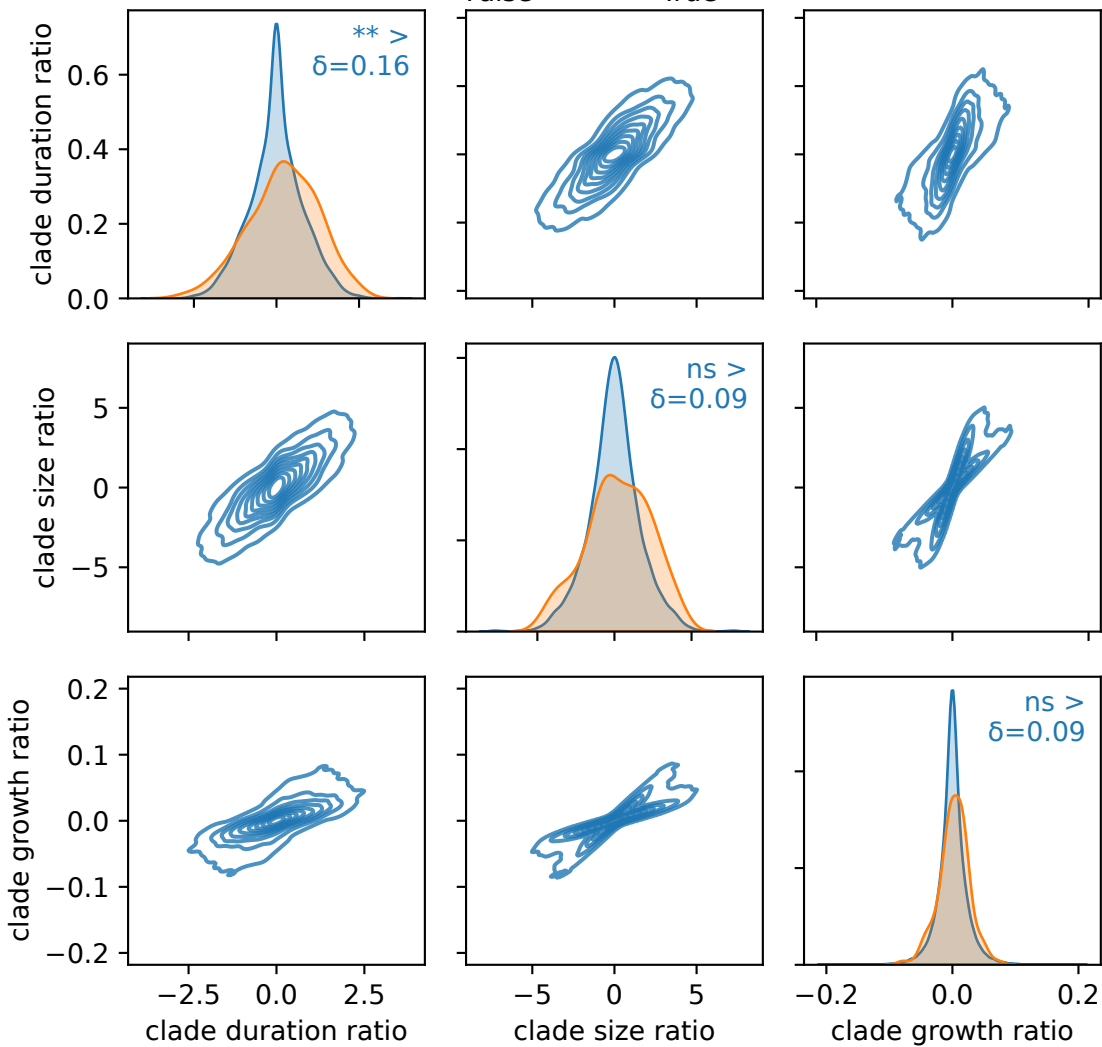 clade duration ratio
0.6
0.4
0.2
0.0
** >
δ=0.16
clade size ratio
5
0
−5
ns >
δ=0.09
clade growth ratio
0.2
0.1
0.0
−0.1
−0.2
ns >
δ=0.09
−2.5 0.0 2.5
−5 0 5
−0.2 0.0 0.2
clade duration ratio
clade size ratio
clade growth ratio